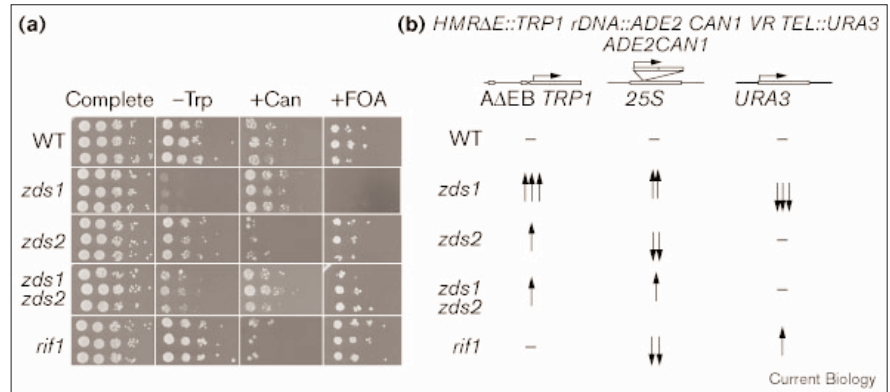 (a)
Complete –Trp +Can +FOA
WT
zds1
zds2
zds1
zds2
rif1
(b) HMRΔE::TRP1 rDNA::ADE2 CAN1 VR TEL::URA3
ADE2CAN1
AΔEB TRP1 25S URA3
WT – – –
zds1
zds2 –
zds1
zds2 –
rif1 –
Current Biology